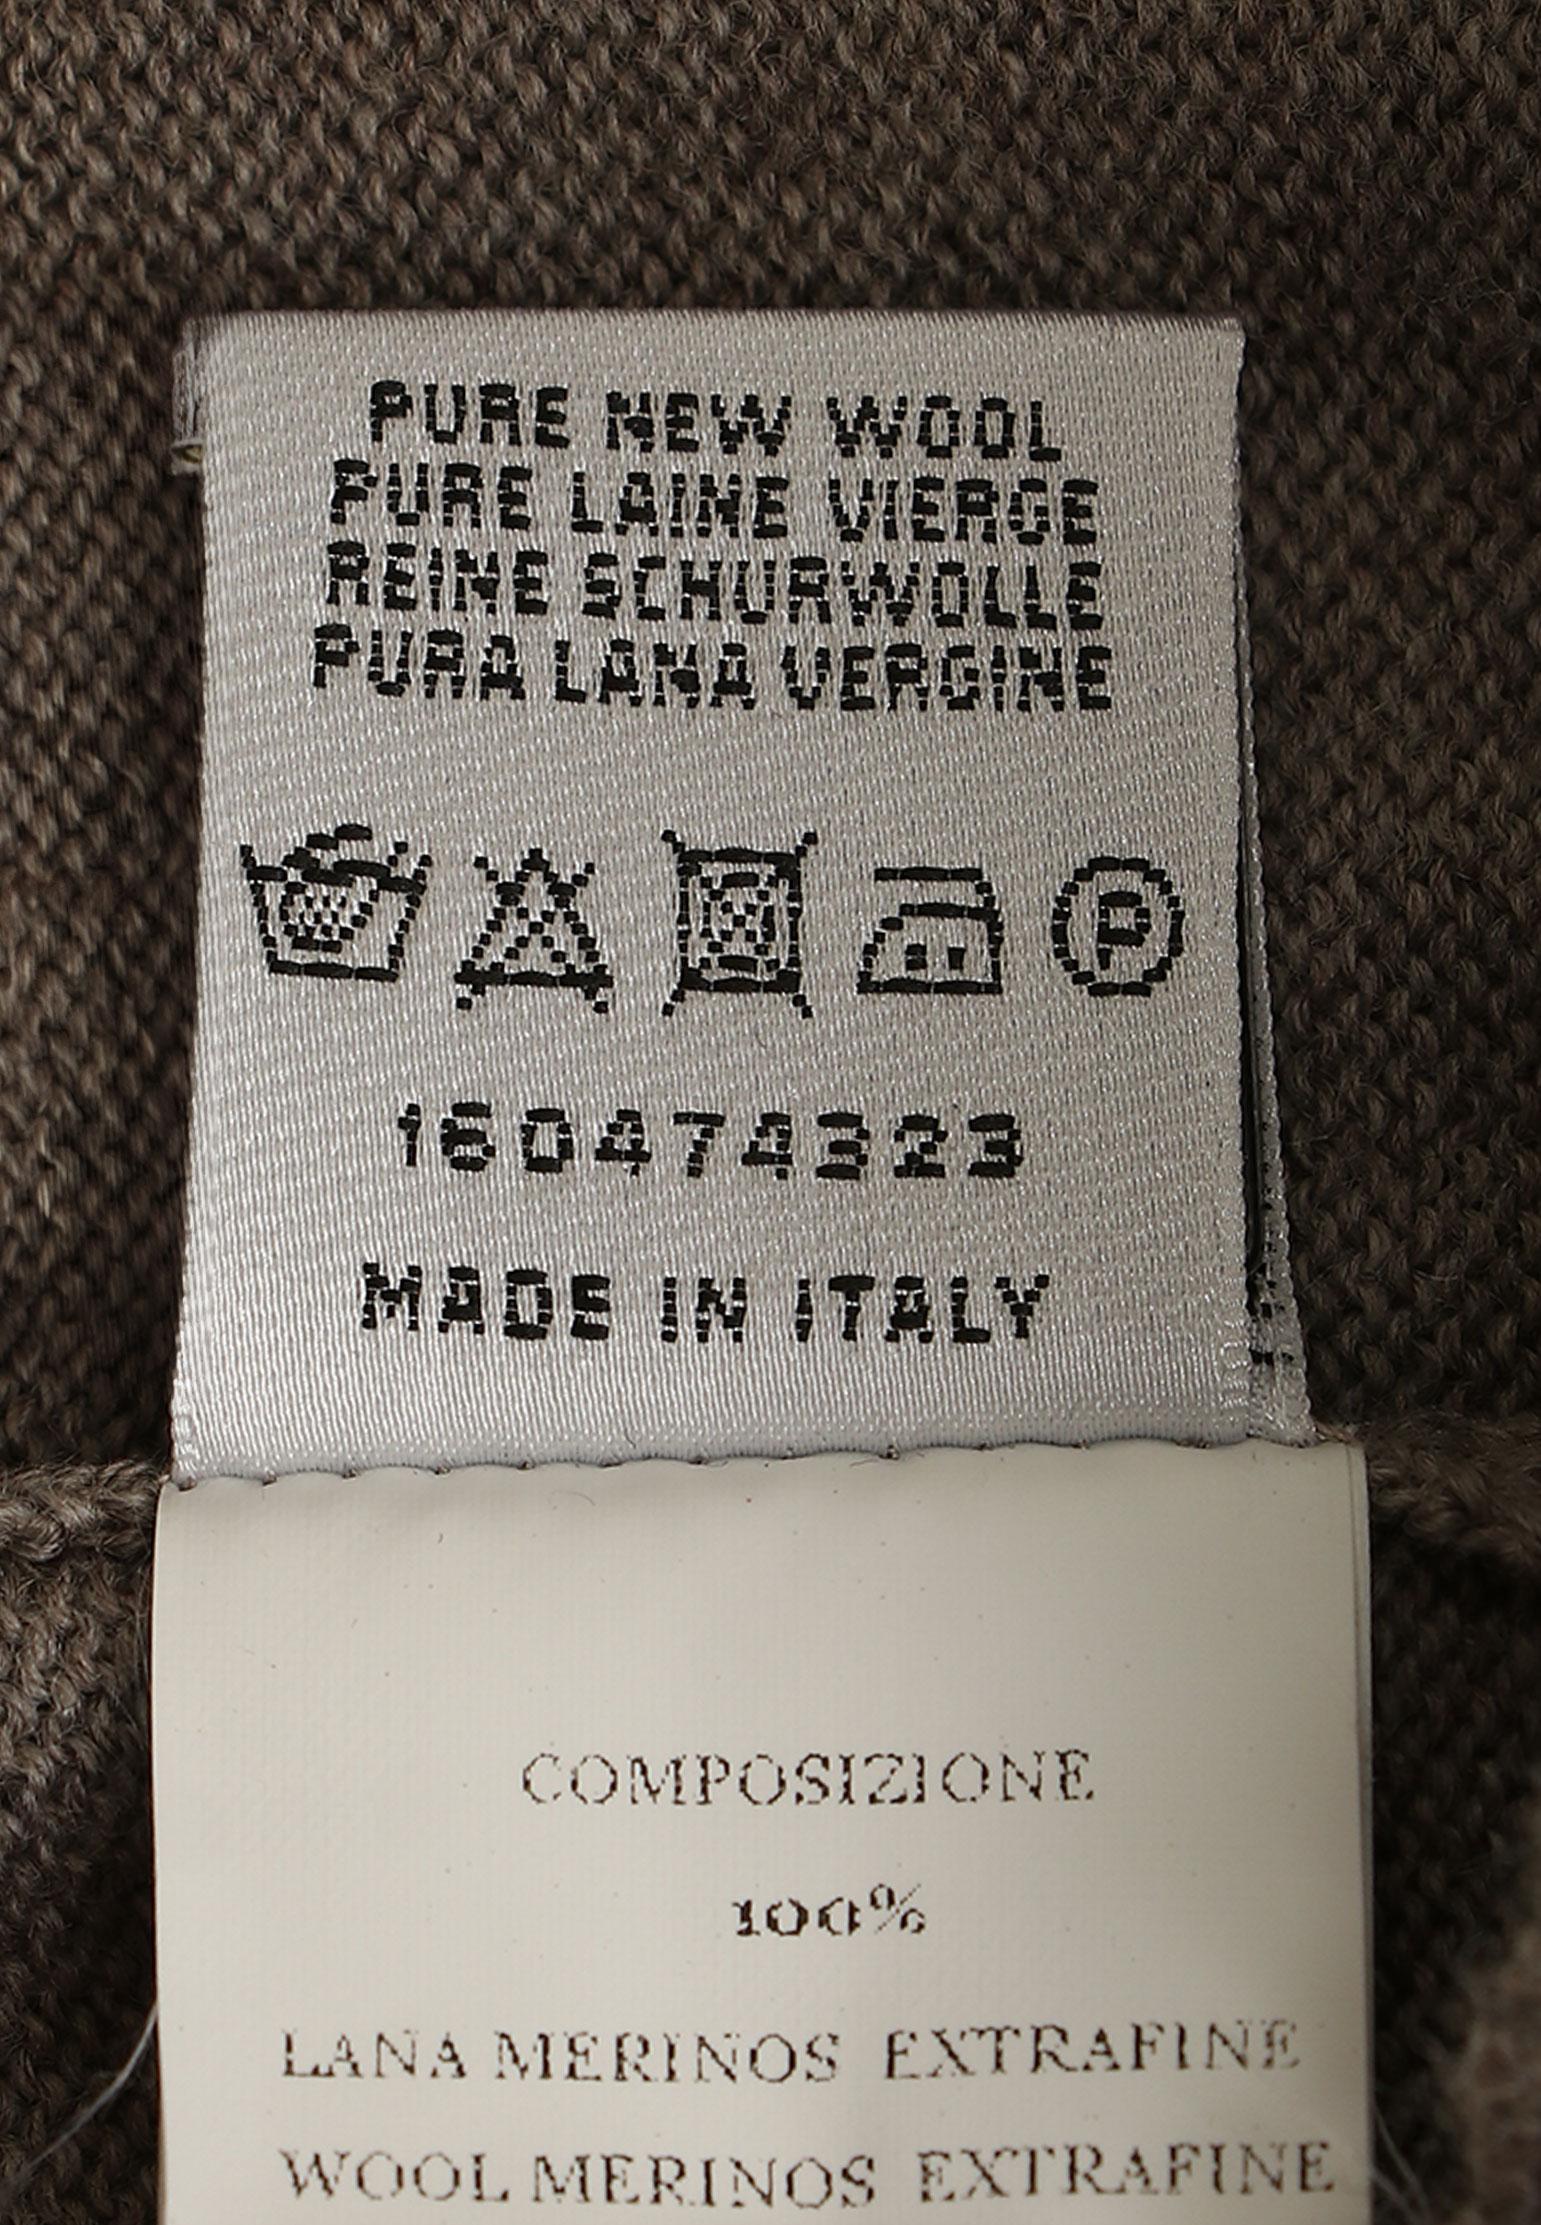 PURE NEW WOOL
PURE LAINE VIERGE
REINE SCHURWOLLE
PURA LANA VERGINE
P
160474323
MADE IN ITALY
COMPOSIZIONE
100%
LANA MERINOS EXTRAFINE
WOOL MERINOS EXTRAFINE